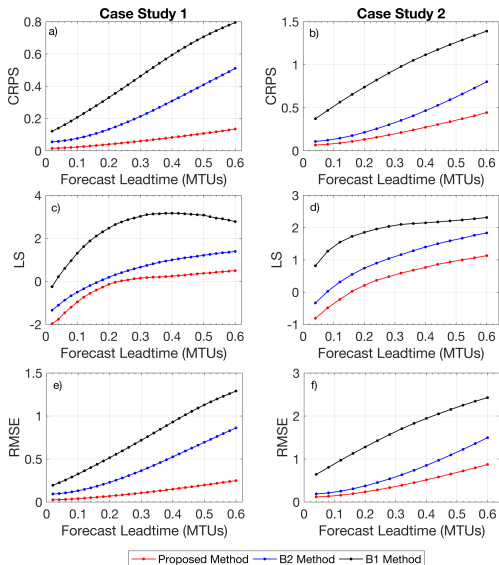 Case Study 1
Case Study 2
a)
0.8
0.6
0.4
0.2
0
CRPS
0 0.1 0.2 0.3 0.4 0.5 0.6
Forecast Leadtime (MTUs)
b)
1.5
1
0.5
0
CRPS
0 0.1 0.2 0.3 0.4 0.5 0.6
Forecast Leadtime (MTUs)
c)
4
2
0
-2
LS
0 0.1 0.2 0.3 0.4 0.5 0.6
Forecast Leadtime (MTUs)
d)
3
2
1
0
-1
LS
0 0.1 0.2 0.3 0.4 0.5 0.6
Forecast Leadtime (MTUs)
e)
1.5
1
0.5
0
RMSE
0 0.1 0.2 0.3 0.4 0.5 0.6
Forecast Leadtime (MTUs)
f)
3
2
1
0
RMSE
0 0.1 0.2 0.3 0.4 0.5 0.6
Forecast Leadtime (MTUs)
Proposed Method B2 Method B1 Method